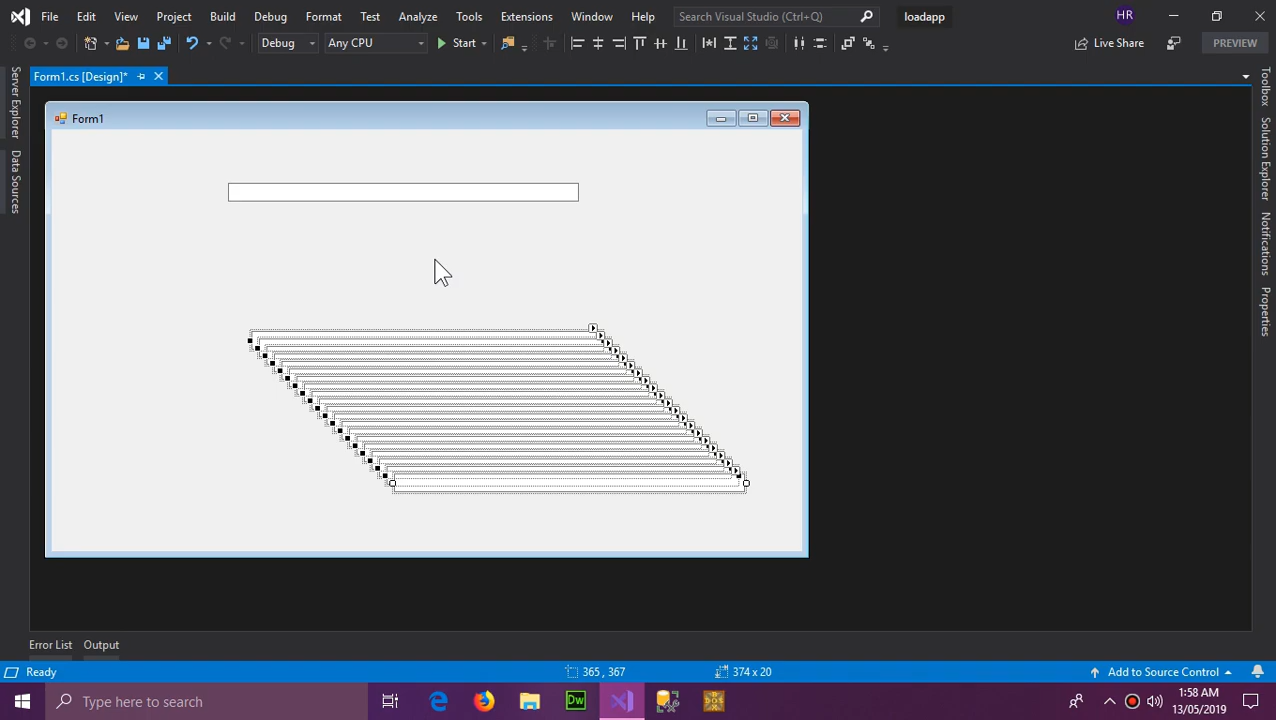 File Edit View Project Build Debug Format Test Analyze Tools Extensions Window Help Search Visual Studio (Ctrl+Q) loadapp HR
Debug Any CPU Start Live Share PREVIEW
Form1.cs [Design]*
Server Explorer
Data Sources
Form1
Toolbox
Solution Explorer
Notifications
Properties
Error List Output
Ready 365 , 367 374 x 20 Add to Source Control
Type here to search Dw 1:58 AM
13/05/2019